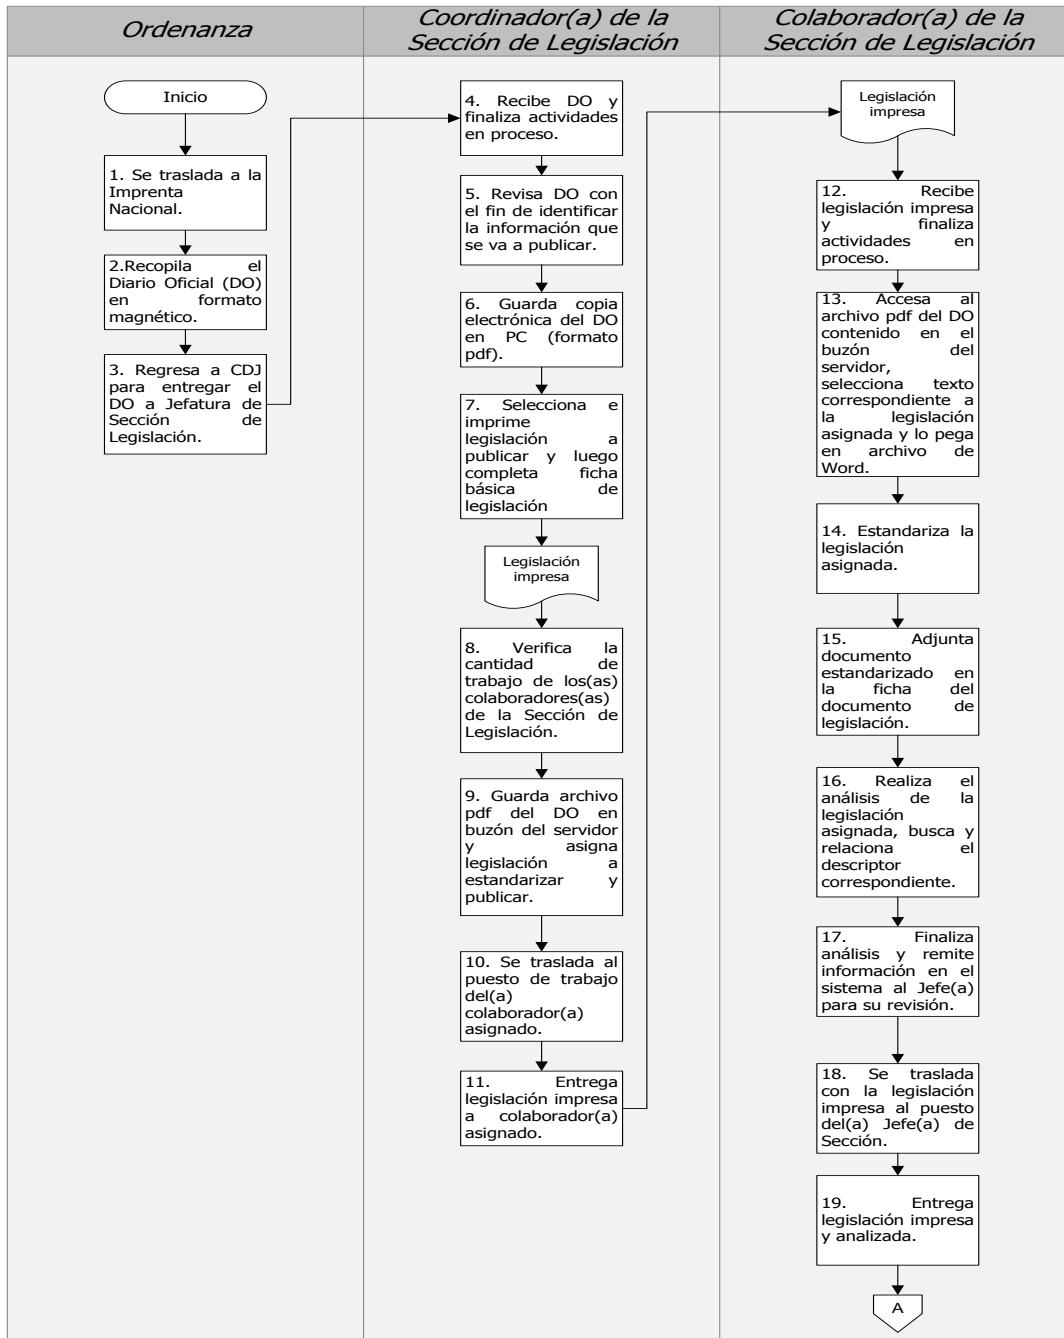 Ordenanza
Coordinador(a) de la
Sección de Legislación
Colaborador(a) de la
Sección de Legislación
Inicio
1. Se traslada a la
Imprenta
Nacional.
2.Recopila el
Diario Oficial (DO)
en formato
magnético.
3. Regresa a CDJ
para entregar el
DO a Jefatura de
Sección de
Legislación.
4. Recibe DO y
finaliza actividades
en proceso.
5. Revisa DO con
el fin de identificar
la información que
se va a publicar.
6. Guarda copia
electrónica del DO
en PC (formato
pdf).
7. Selecciona e
imprime
legislación a
publicar y luego
completa ficha
básica de
legislación
Legislación
impresa
8. Verifica la
cantidad de
trabajo de los(as)
colaboradores(as)
de la Sección de
Legislación.
9. Guarda archivo
pdf del DO en
buzón del servidor
y asigna
legislación a
estandarizar y
publicar.
10. Se traslada al
puesto de trabajo
del(a)
colaborador(a)
asignado.
11. Entrega
legislación impresa
a colaborador(a)
asignado.
Legislación
impresa
12. Recibe
legislación impresa
y finaliza
actividades en
proceso.
13. Accesa al
archivo pdf del DO
contenido en el
buzón del
servidor,
selecciona texto
correspondiente a
la legislación
asignada y lo pega
en archivo de
Word.
14. Estandariza la
legislación
asignada.
15. Adjunta
documento
estandarizado en
la ficha del
documento de
legislación.
16. Realiza el
análisis de la
legislación
asignada, busca y
relaciona el
descriptor
correspondiente.
17. Finaliza
análisis y remite
información en el
sistema al Jefe(a)
para su revisión.
18. Se traslada
con la legislación
impresa al puesto
del(a) Jefe(a) de
Sección.
19. Entrega
legislación impresa
y analizada.
A